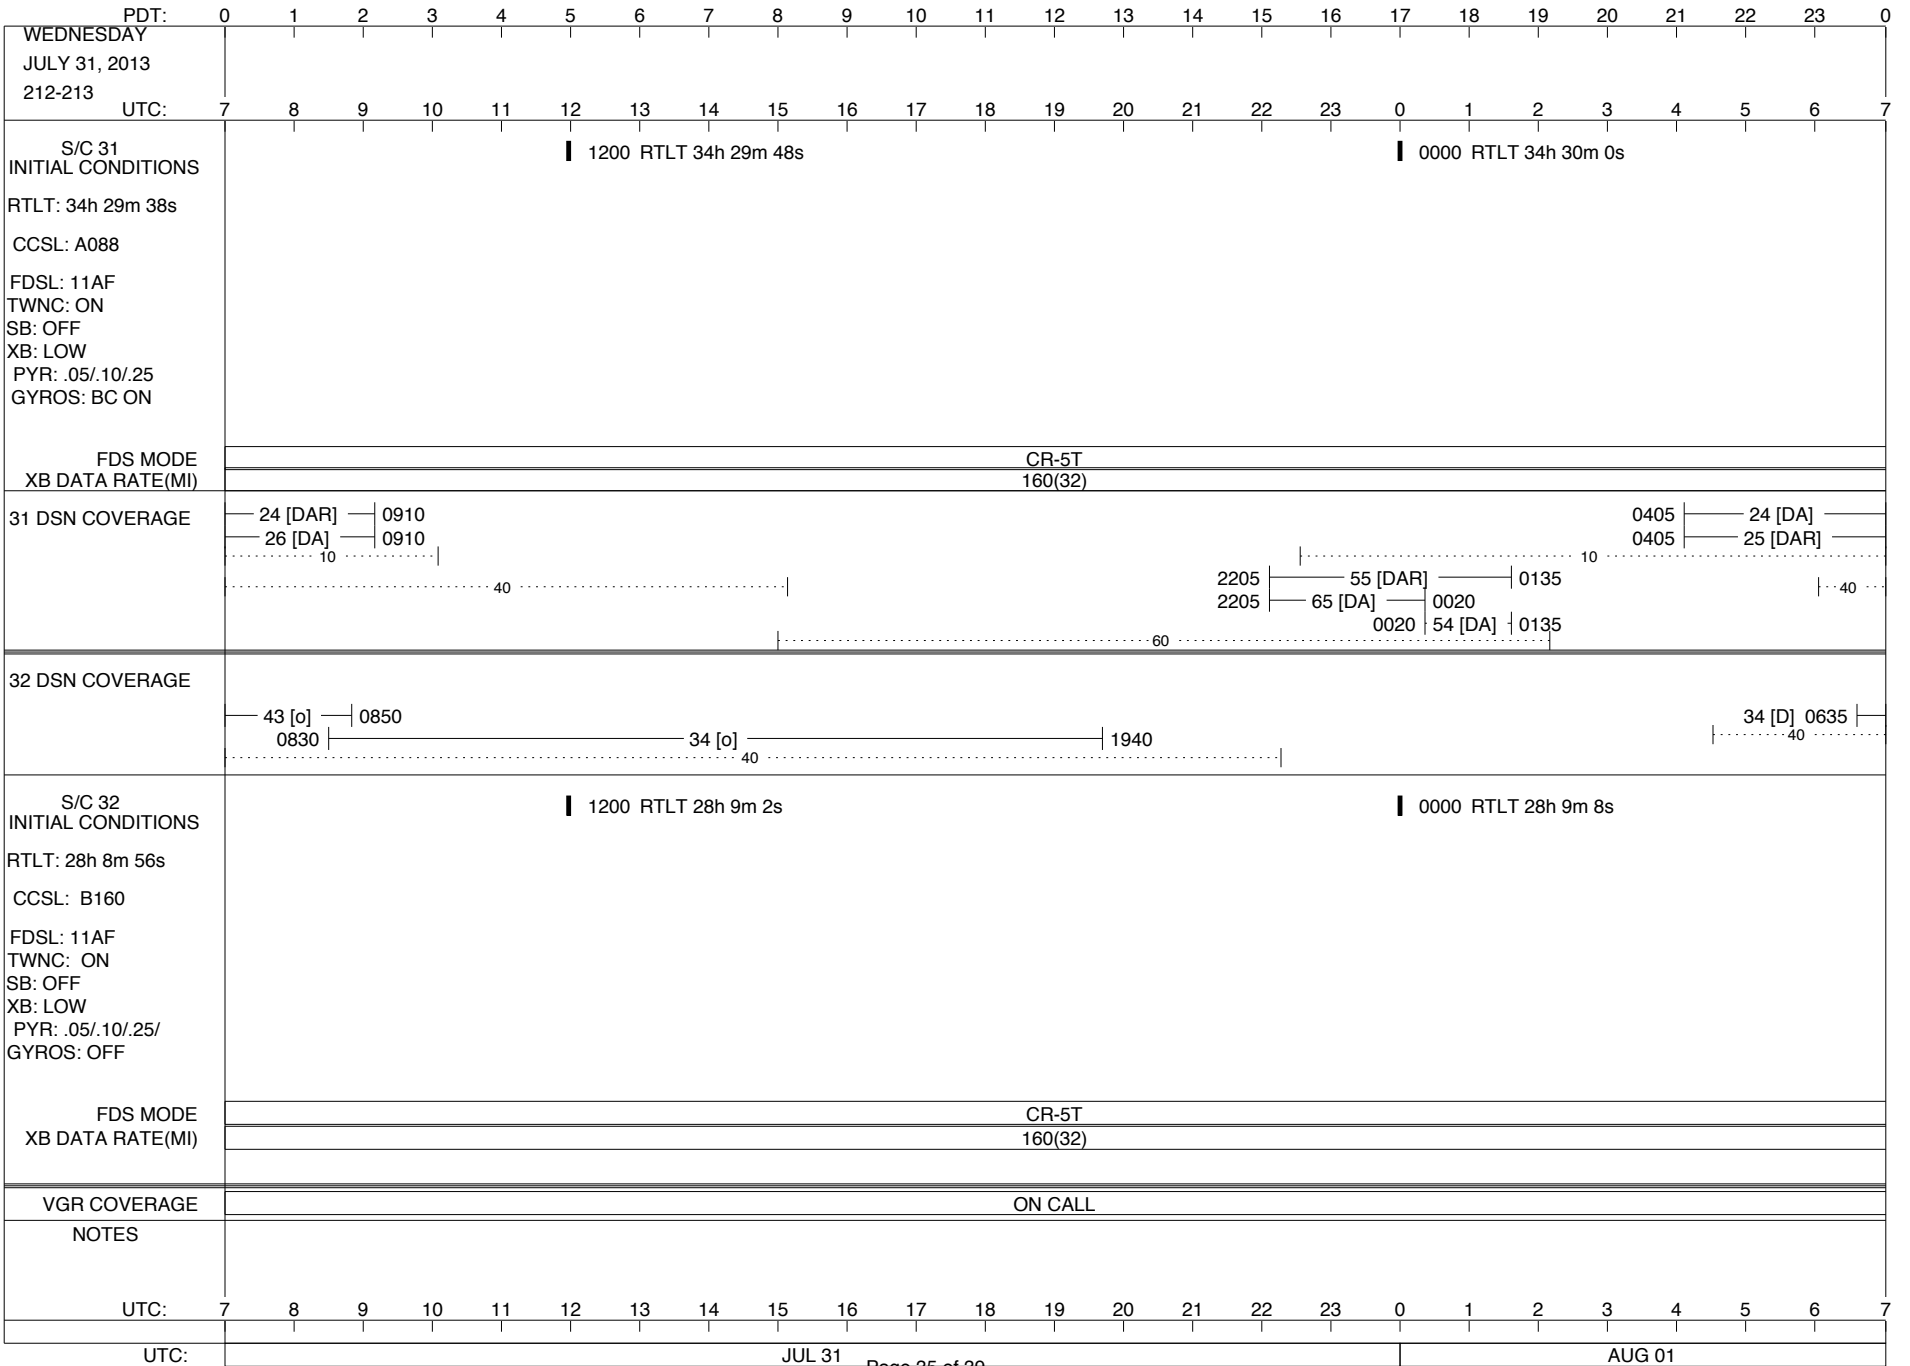 PDT: 0 1 2 3 4 5 6 7 8 9 10 11 12 13 14 15 16 17 18 19 20 21 22 23 0
WEDNESDAY
JULY 31, 2013
212-213
UTC: 7 8 9 10 11 12 13 14 15 16 17 18 19 20 21 22 23 0 1 2 3 4 5 6 7
S/C 31
INITIAL CONDITIONS
1200 RTLT 34h 29m 48s
0000 RTLT 34h 30m 0s
RTLT: 34h 29m 38s
CCSL: A088
FDSL: 11AF
TWNC: ON
SB: OFF
XB: LOW
PYR: .05/.10/.25
GYROS: BC ON
FDS MODE CR-5T
XB DATA RATE(MI) 160(32)
31 DSN COVERAGE
24 [DAR] 0910 0405 24 [DA]
26 [DA] 0910 0405 25 [DAR]
10 10
2205 55 [DAR] 0135
40 40
2205 65 [DA] 0020
0020 54 [DA] 0135
60
32 DSN COVERAGE
43 [o] 0850 34 [D] 0635
0830 34 [o] 1940 40
40
S/C 32
INITIAL CONDITIONS
1200 RTLT 28h 9m 2s
0000 RTLT 28h 9m 8s
RTLT: 28h 8m 56s
CCSL: B160
FDSL: 11AF
TWNC: ON
SB: OFF
XB: LOW
PYR: .05/.10/.25/
GYROS: OFF
FDS MODE CR-5T
XB DATA RATE(MI) 160(32)
VGR COVERAGE ON CALL
NOTES
UTC: 7 8 9 10 11 12 13 14 15 16 17 18 19 20 21 22 23 0 1 2 3 4 5 6 7
UTC: JUL 31 AUG 01